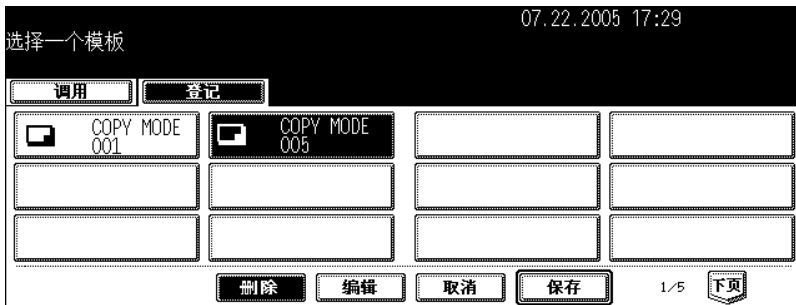 07.22.2005 17:29
选择一个模板
调用 登记
COPY MODE COPY MODE
001 005
删除 编辑 取消 保存 1/5 下页